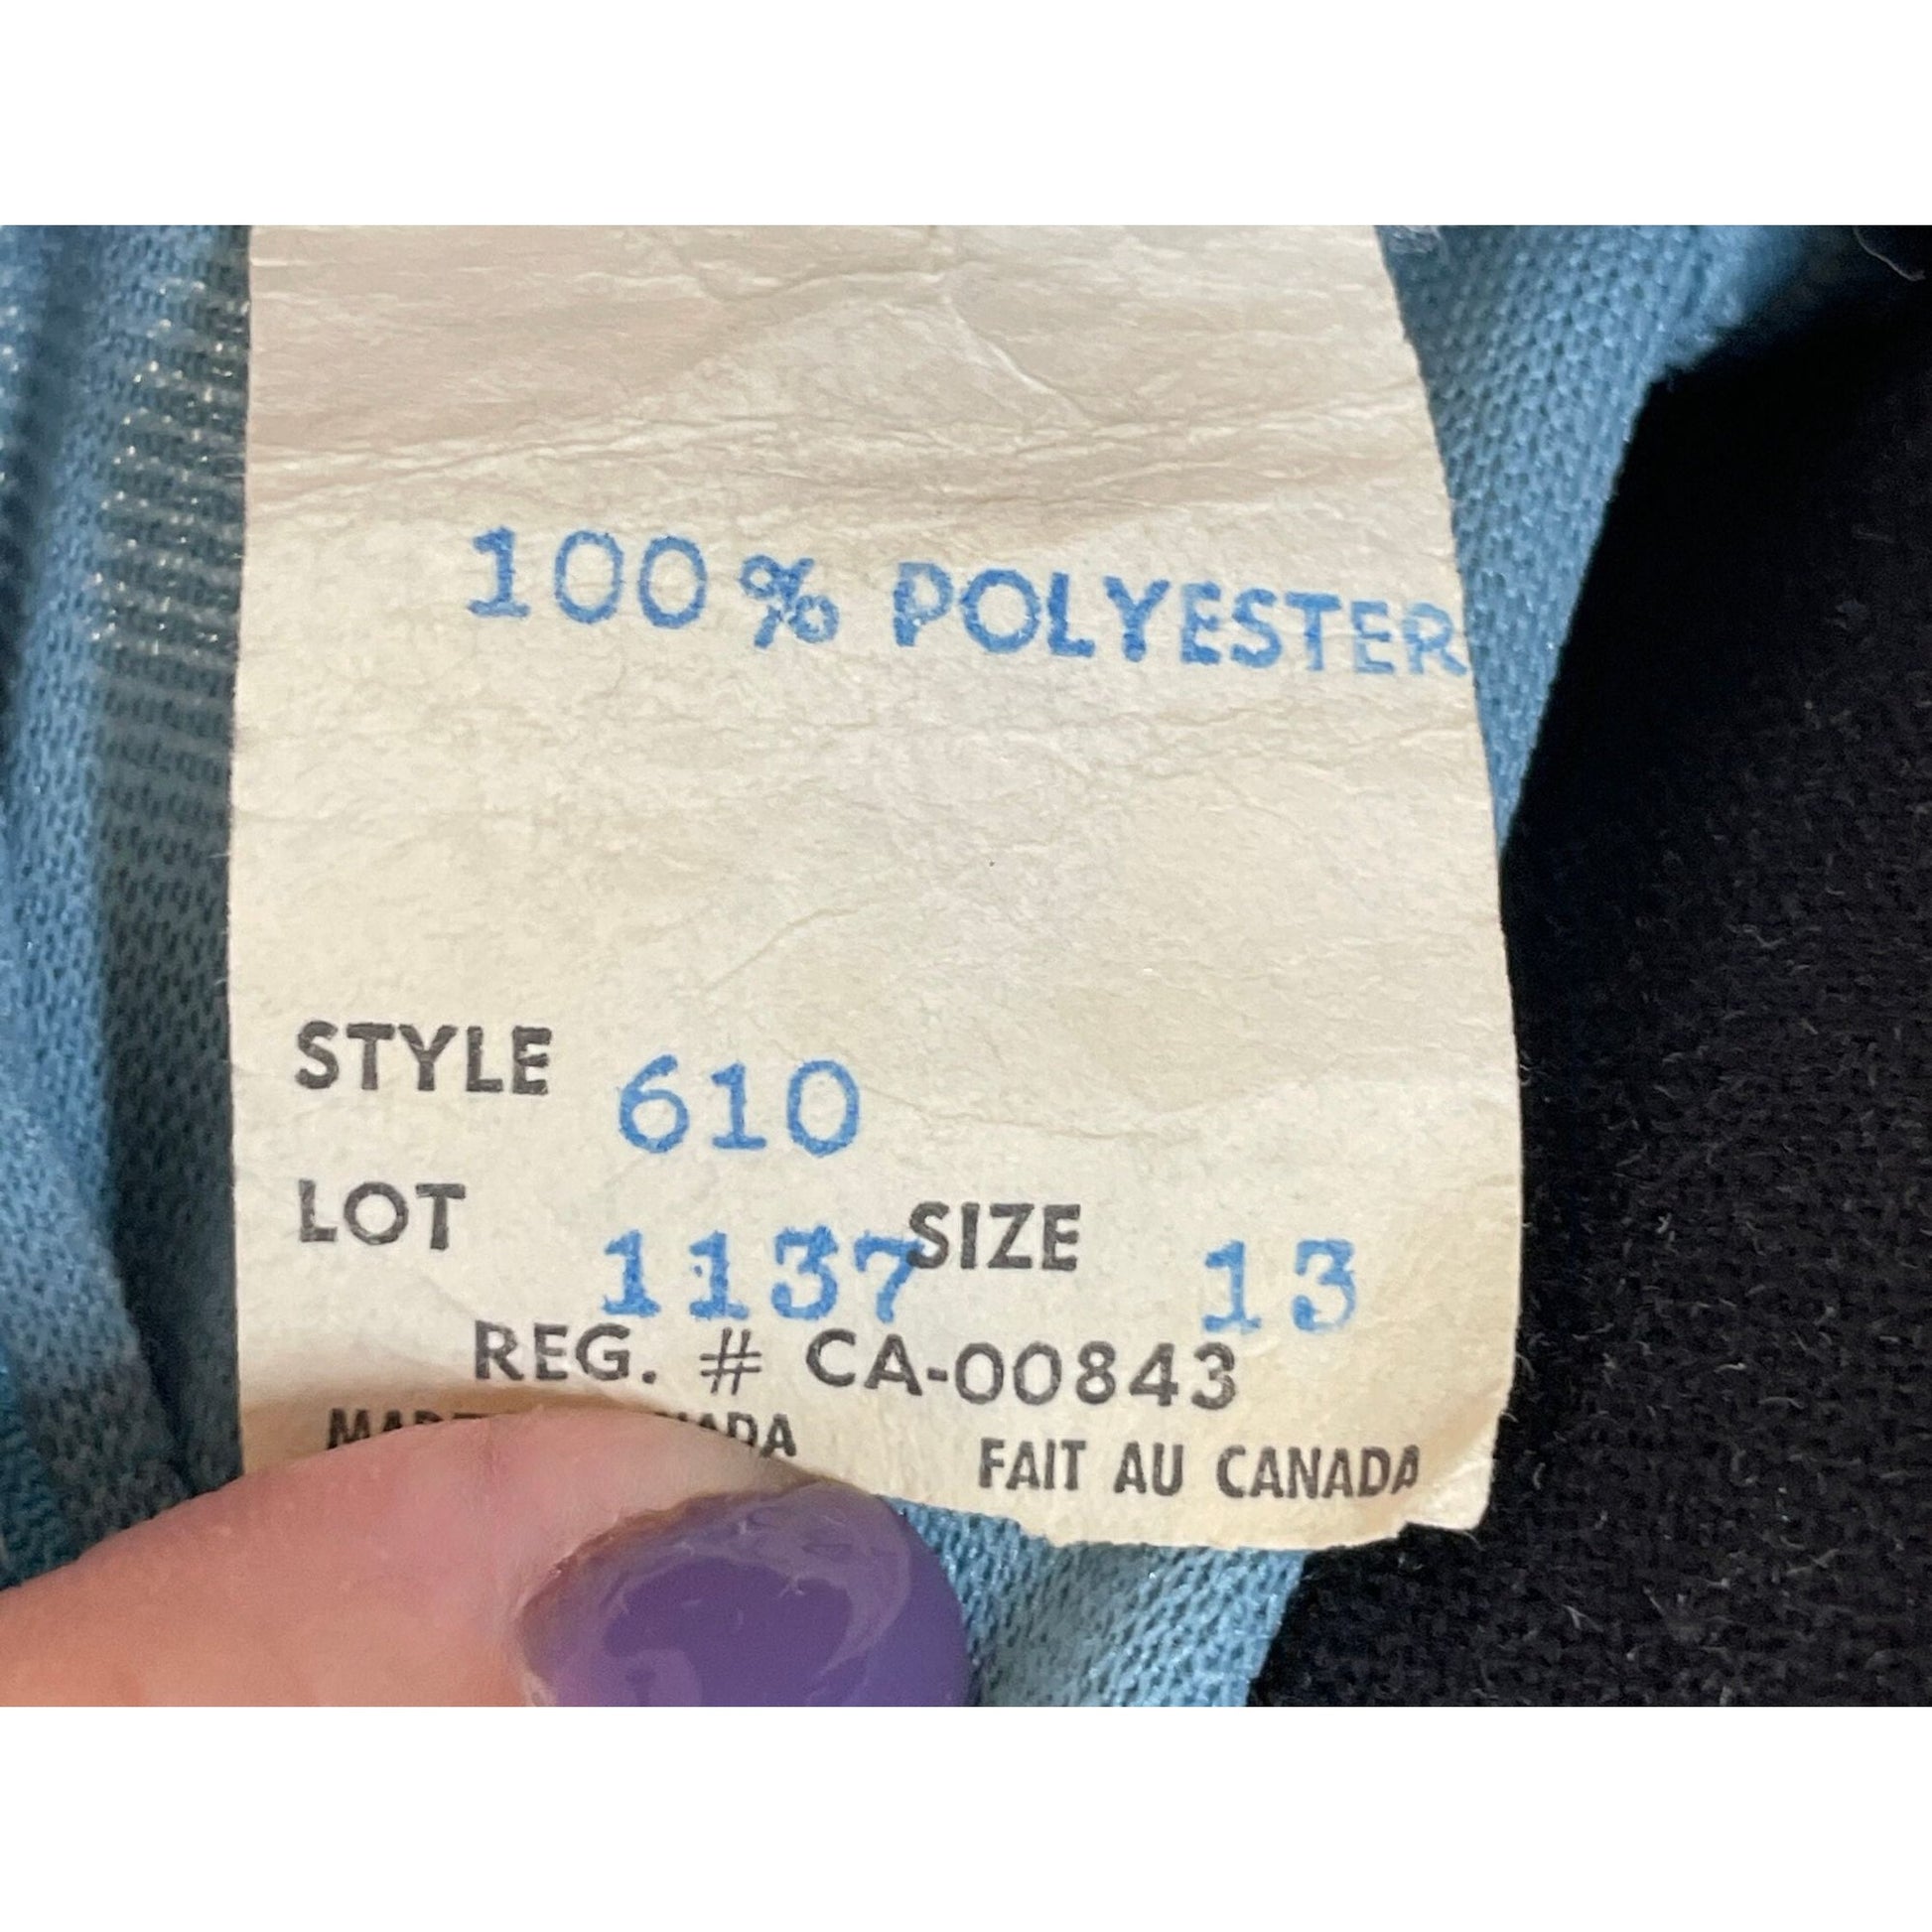 100% POLYESTER
STYLE 610
LOT 1137 SIZE 13
REG. # CA-00843
FAIT AU CANADA